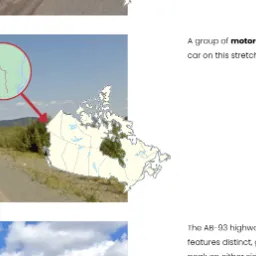 A group of motor
car on this stretch
The AB-93 highwa
features distinct, g